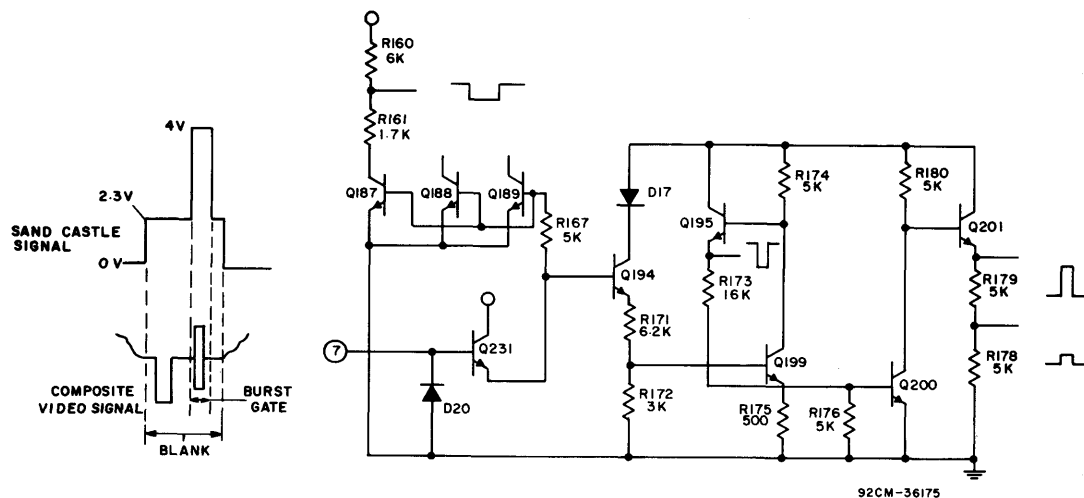 4V
2.3V
SAND CASTLE
SIGNAL
0V
COMPOSITE
VIDEO SIGNAL
BURST
GATE
BLANK
R160
6K
R161
1.7K
Q187
Q188
Q189
R167
5K
7
Q231
D20
D17
Q194
R171
6.2K
R172
3K
Q195
R173
16K
R174
5K
Q199
R175
500
R176
5K
R180
5K
Q200
Q201
R179
5K
R178
5K
92CM-36175